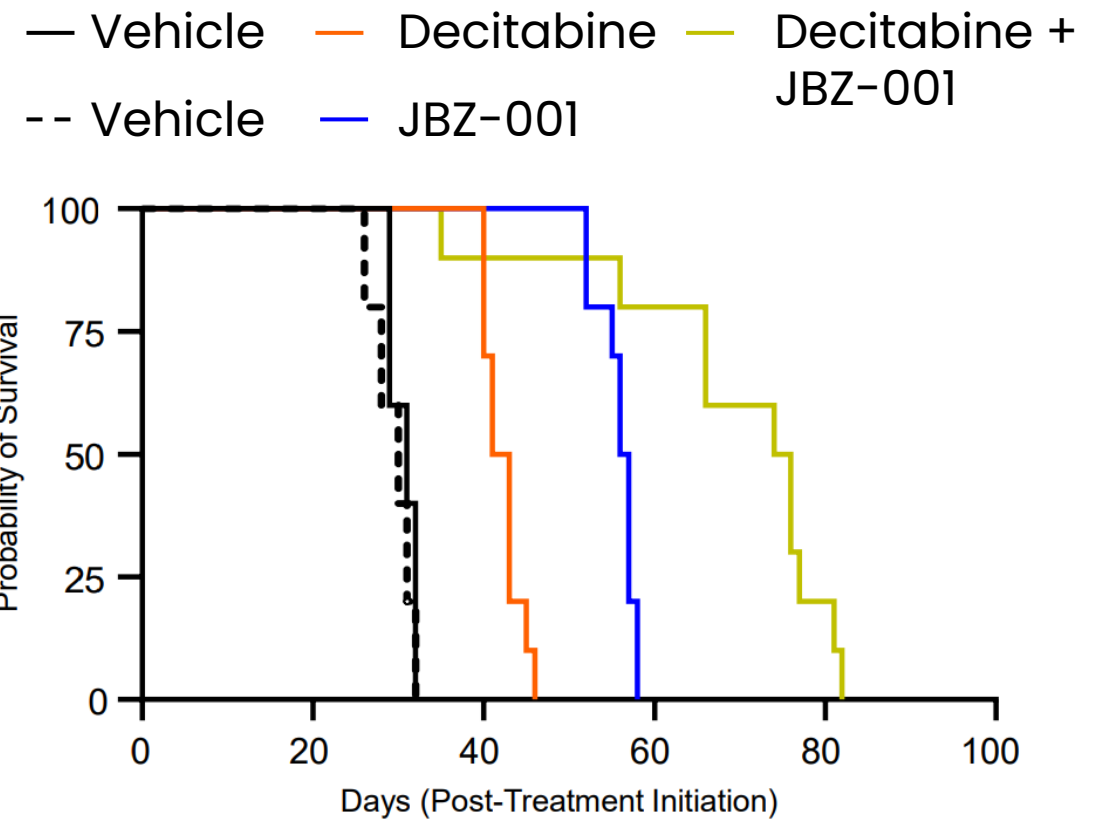 Vehicle Decitabine Decitabine +
JBZ-001
Vehicle JBZ-001
100
75
50
25
0
Probability of Survival
0 20 40 60 80 100
Days (Post-Treatment Initiation)